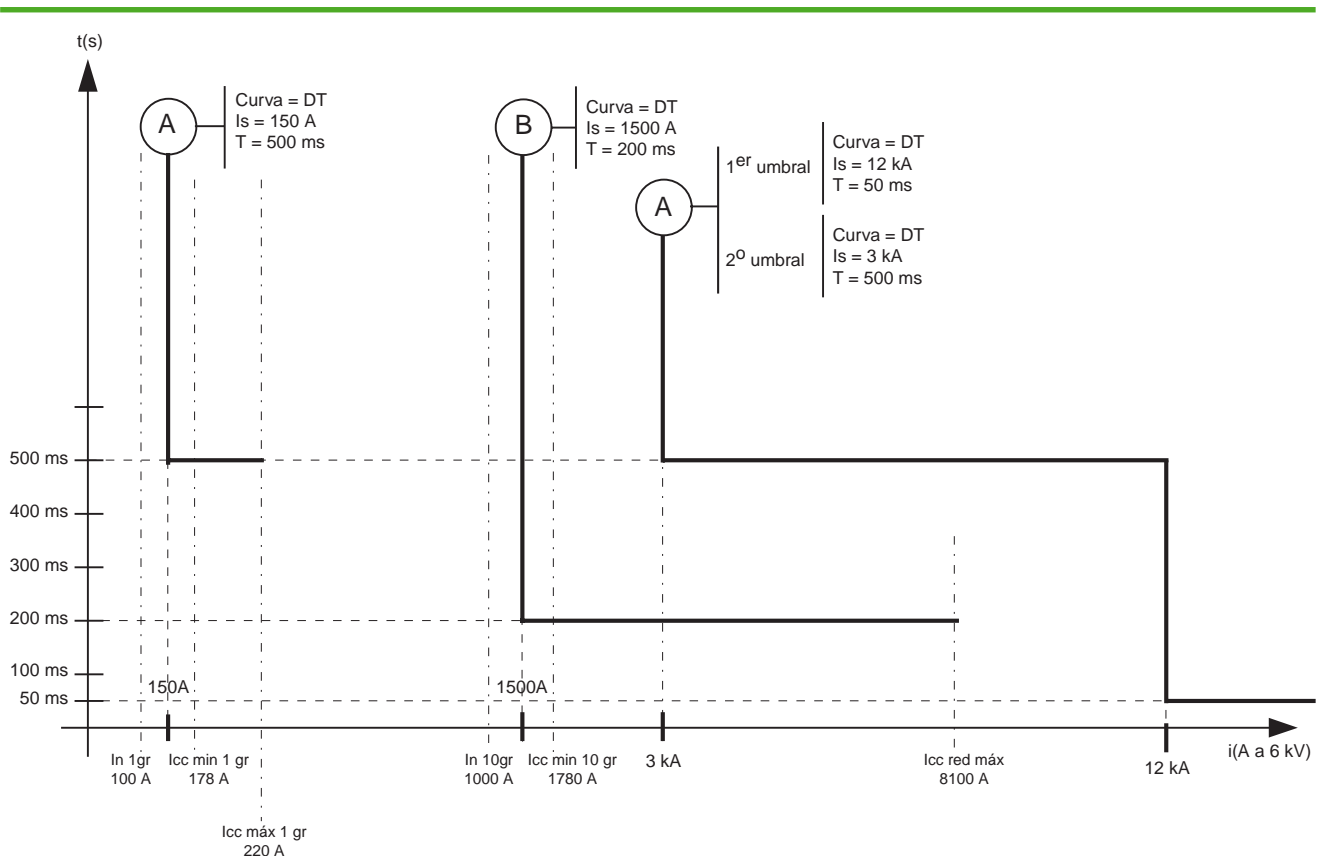 t(s)
A
Curva = DT
Is = 150 A
T = 500 ms
B
Curva = DT
Is = 1500 A
T = 200 ms
A
1er umbral
Curva = DT
Is = 12 kA
T = 50 ms
2o umbral
Curva = DT
Is = 3 kA
T = 500 ms
500 ms
400 ms
300 ms
200 ms
100 ms
50 ms
150A
1500A
In 1gr
100 A
Icc min 1 gr
178 A
Icc máx 1 gr
220 A
In 10gr
1000 A
Icc min 10 gr
1780 A
3 kA
Icc red máx
8100 A
12 kA
i(A a 6 kV)